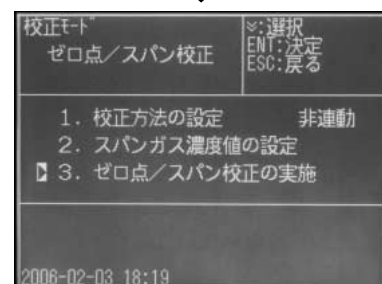 校正ﾓｰﾄﾞ
ゼロ点／スパン校正
:選択
ENT:決定
ESC:戻る
1. 校正方法の設定 非連動
2. スパンガス濃度値の設定
3. ゼロ点／スパン校正の実施
2006-02-03 18:19